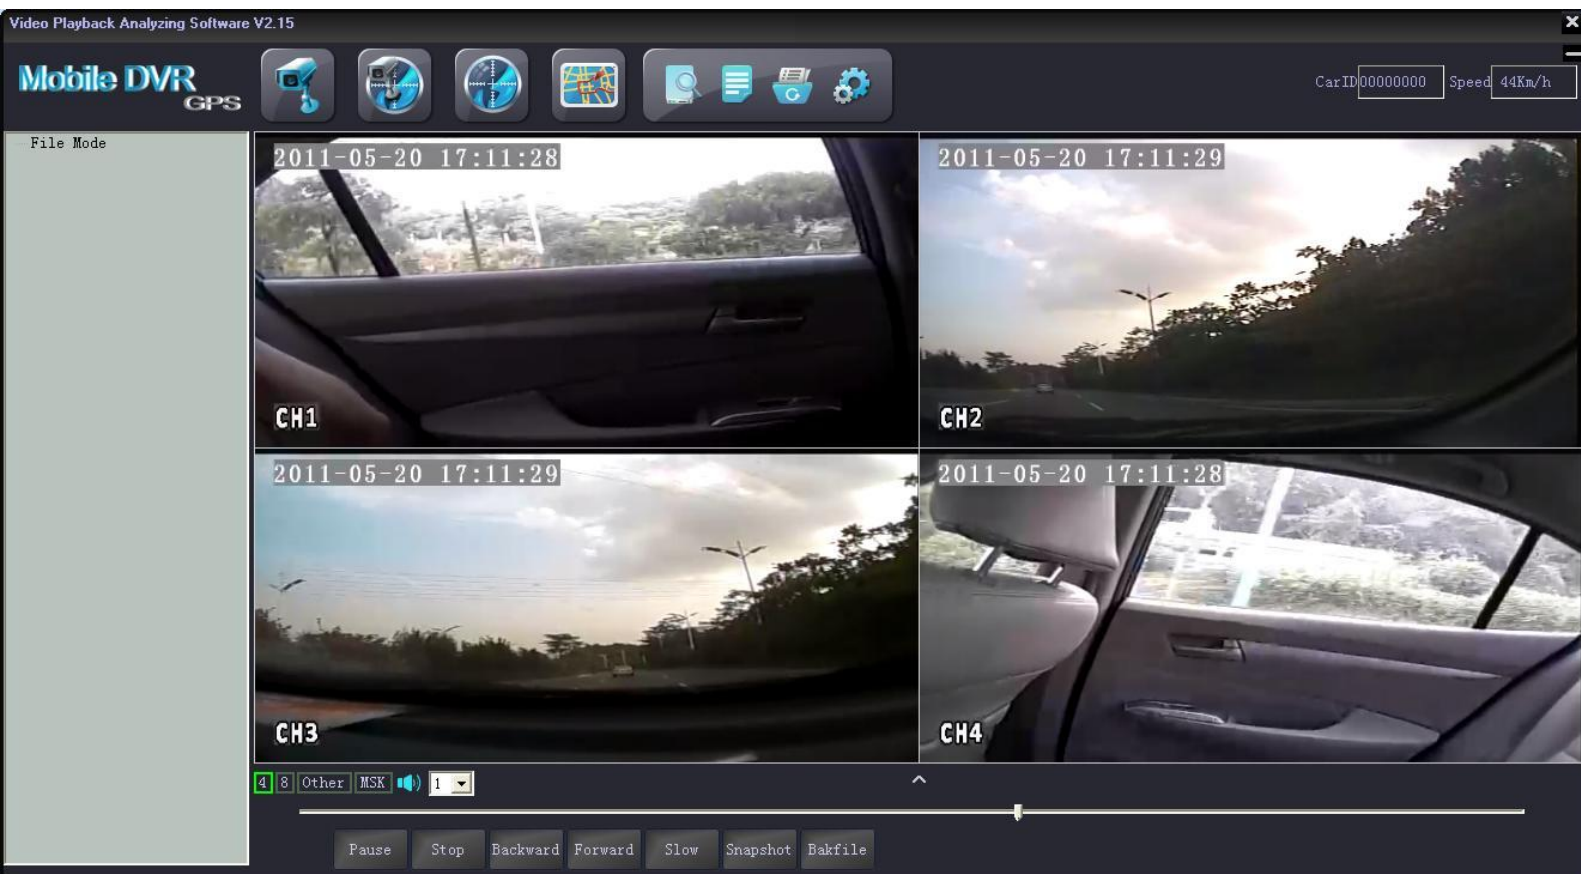 Video Playback Analyzing Software V2.15
Mobile DVR
GPS
CarID 00000000 Speed 44Km/h
File Mode
2011-05-20 17:11:28
CH1
2011-05-20 17:11:29
CH2
2011-05-20 17:11:29
CH3
2011-05-20 17:11:28
CH4
4 8 Other MSK 1
Pause Stop Backward Forward Slow Snapshot Bakfile